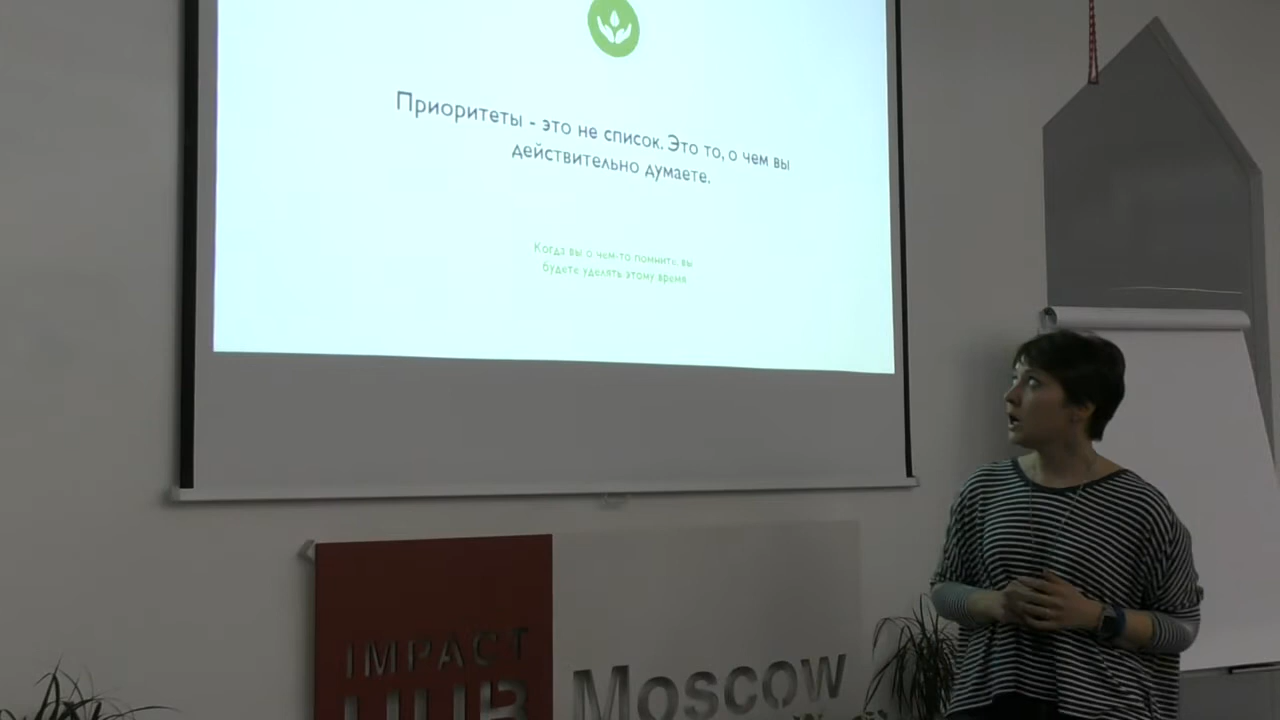 Приоритеты - это не список. Это то, о чем вы
действительно думаете.
Когда вы о чем-то помните, вы
будете уделять этому время
IMPACT
HUB
Moscow